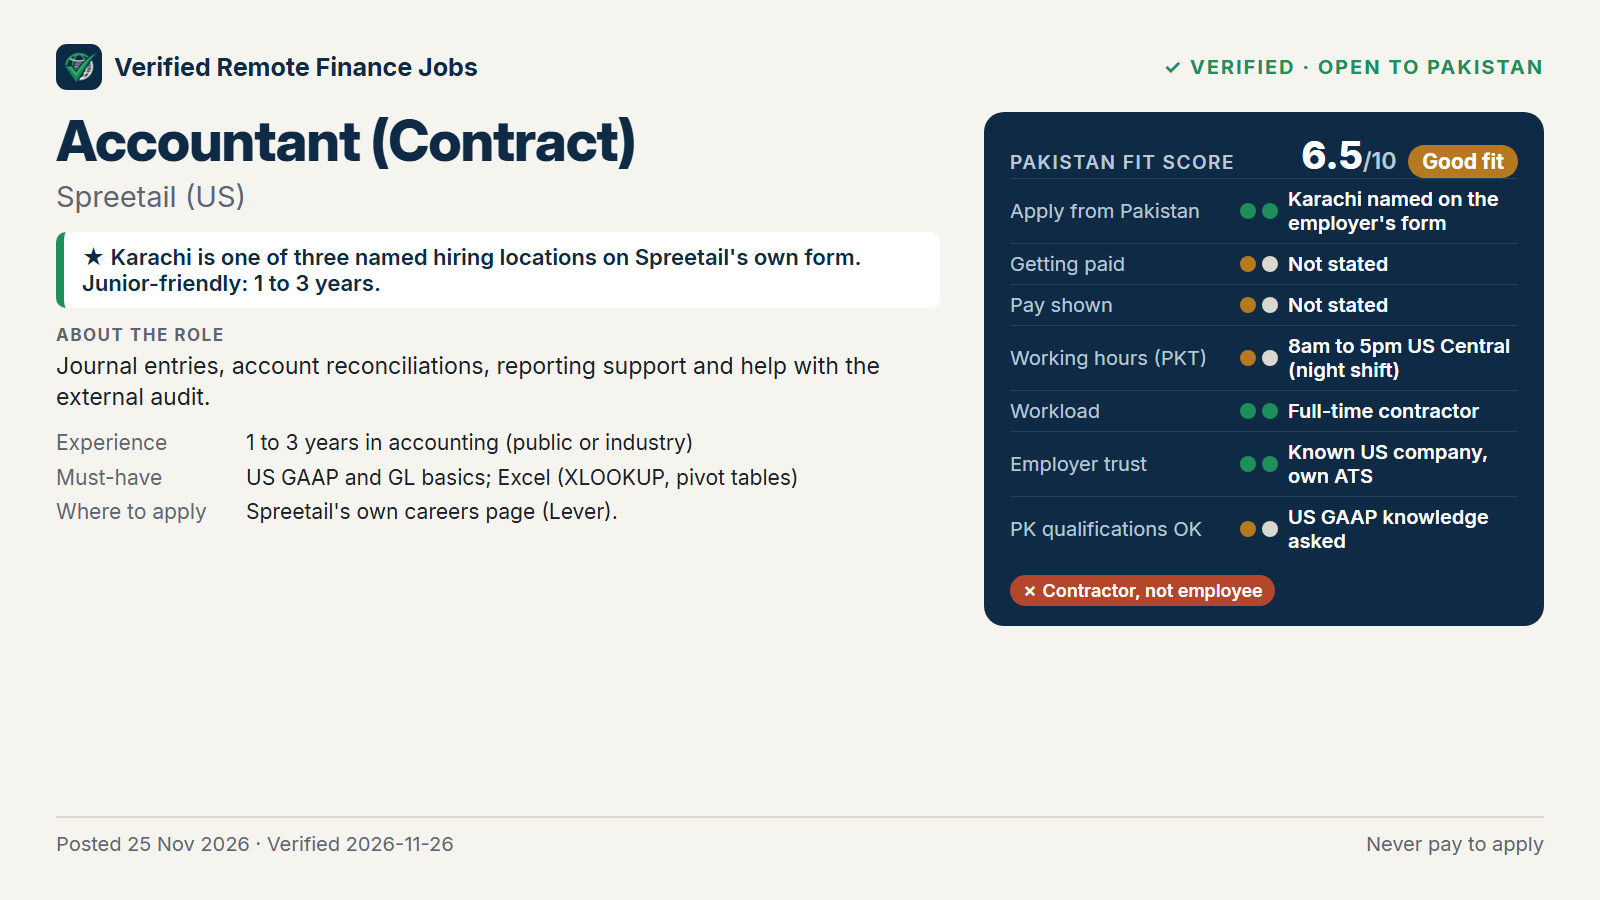 Verified Remote Finance Jobs
✓ VERIFIED · OPEN TO PAKISTAN
Accountant (Contract)
Spreetail (US)
★ Karachi is one of three named hiring locations on Spreetail's own form.
Junior-friendly: 1 to 3 years.
ABOUT THE ROLE
Journal entries, account reconciliations, reporting support and help with the
external audit.
Experience 1 to 3 years in accounting (public or industry)
Must-have US GAAP and GL basics; Excel (XLOOKUP, pivot tables)
Where to apply Spreetail's own careers page (Lever).
PAKISTAN FIT SCORE 6.5/10 Good fit
Apply from Pakistan Karachi named on the
employer's form
Getting paid Not stated
Pay shown Not stated
Working hours (PKT) 8am to 5pm US Central
(night shift)
Workload Full-time contractor
Employer trust Known US company,
own ATS
PK qualifications OK US GAAP knowledge
asked
× Contractor, not employee
Posted 25 Nov 2026 · Verified 2026-11-26
Never pay to apply